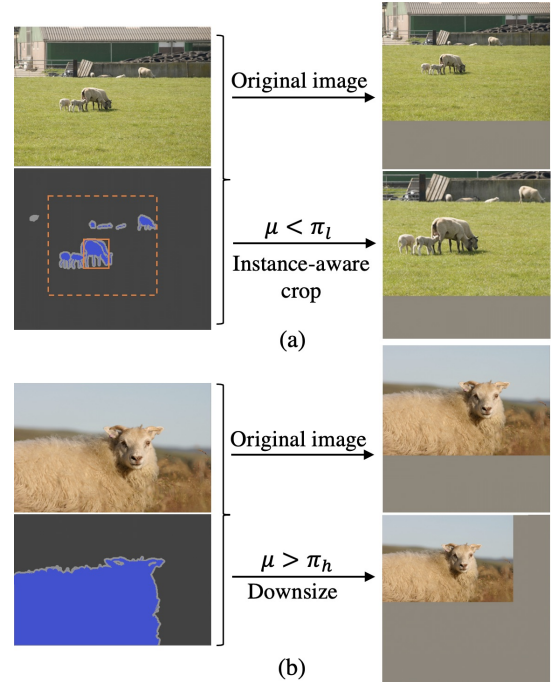 Original image
μ < π_l
Instance-aware
crop
(a)
Original image
μ > π_h
Downsize
(b)